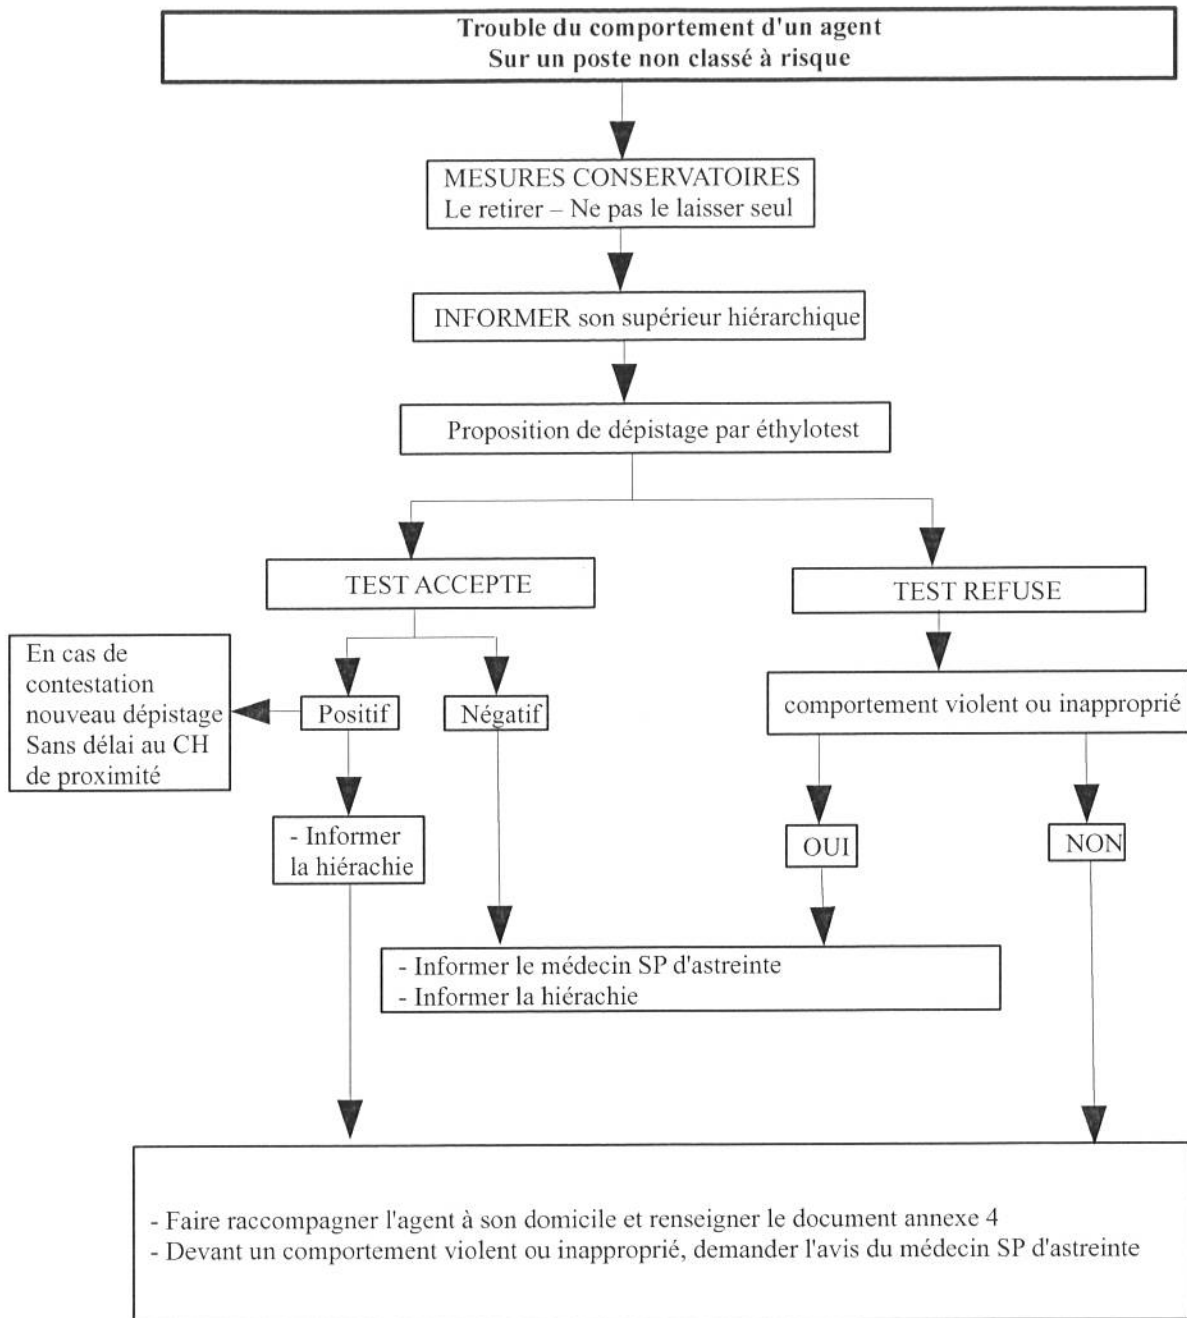 Trouble du comportement d'un agent
Sur un poste non classé à risque
MESURES CONSERVATOIRES
Le retirer – Ne pas le laisser seul
INFORMER son supérieur hiérarchique
Proposition de dépistage par éthylotest
TEST ACCEPTE
TEST REFUSE
En cas de
contestation
nouveau dépistage
Sans délai au CH
de proximité
Positif
Négatif
comportement violent ou inapproprié
- Informer
la hiérachie
OUI
NON
- Informer le médecin SP d'astreinte
- Informer la hiérachie
- Faire raccompagner l'agent à son domicile et renseigner le document annexe 4
- Devant un comportement violent ou inapproprié, demander l'avis du médecin SP d'astreinte